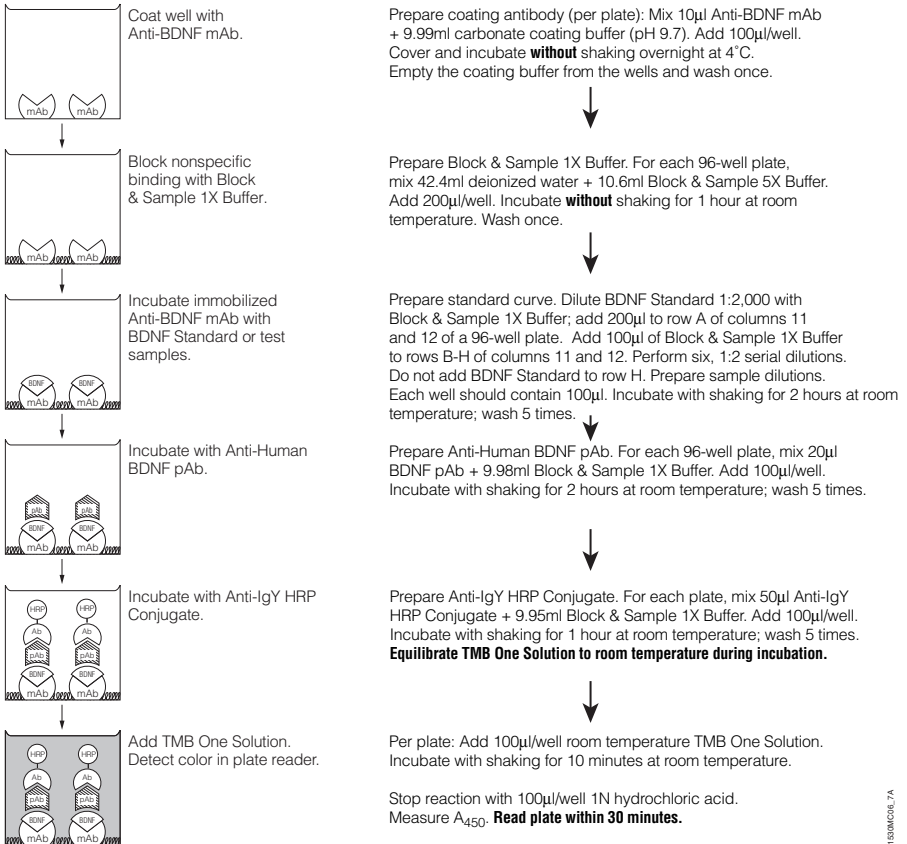 Coat well with
Anti-BDNF mAb.
mAb mAb
Prepare coating antibody (per plate): Mix 10μl Anti-BDNF mAb
+ 9.99ml carbonate coating buffer (pH 9.7). Add 100μl/well.
Cover and incubate without shaking overnight at 4˚C.
Empty the coating buffer from the wells and wash once.
Block nonspecific
binding with Block
& Sample 1X Buffer.
mAb mAb
Prepare Block & Sample 1X Buffer. For each 96-well plate,
mix 42.4ml deionized water + 10.6ml Block & Sample 5X Buffer.
Add 200μl/well. Incubate without shaking for 1 hour at room
temperature. Wash once.
Incubate immobilized
Anti-BDNF mAb with
BDNF Standard or test
samples.
BDNF BDNF
mAb mAb
Prepare standard curve. Dilute BDNF Standard 1:2,000 with
Block & Sample 1X Buffer; add 200μl to row A of columns 11
and 12 of a 96-well plate. Add 100μl of Block & Sample 1X Buffer
to rows B-H of columns 11 and 12. Perform six, 1:2 serial dilutions.
Do not add BDNF Standard to row H. Prepare sample dilutions.
Each well should contain 100μl. Incubate with shaking for 2 hours at room
temperature; wash 5 times.
Incubate with Anti-Human
BDNF pAb.
pAb pAb
BDNF BDNF
mAb mAb
Prepare Anti-Human BDNF pAb. For each 96-well plate, mix 20μl
BDNF pAb + 9.98ml Block & Sample 1X Buffer. Add 100μl/well.
Incubate with shaking for 2 hours at room temperature; wash 5 times.
Incubate with Anti-IgY HRP
Conjugate.
HRP HRP
Ab Ab
pAb pAb
BDNF BDNF
mAb mAb
Prepare Anti-IgY HRP Conjugate. For each plate, mix 50μl Anti-IgY
HRP Conjugate + 9.95ml Block & Sample 1X Buffer. Add 100μl/well.
Incubate with shaking for 1 hour at room temperature; wash 5 times.
Equilibrate TMB One Solution to room temperature during incubation.
Add TMB One Solution.
Detect color in plate reader.
HRP HRP
Ab Ab
pAb pAb
BDNF BDNF
mAb mAb
Per plate: Add 100μl/well room temperature TMB One Solution.
Incubate with shaking for 10 minutes at room temperature.
Stop reaction with 100μl/well 1N hydrochloric acid.
Measure A450. Read plate within 30 minutes.
1530MC06_7A